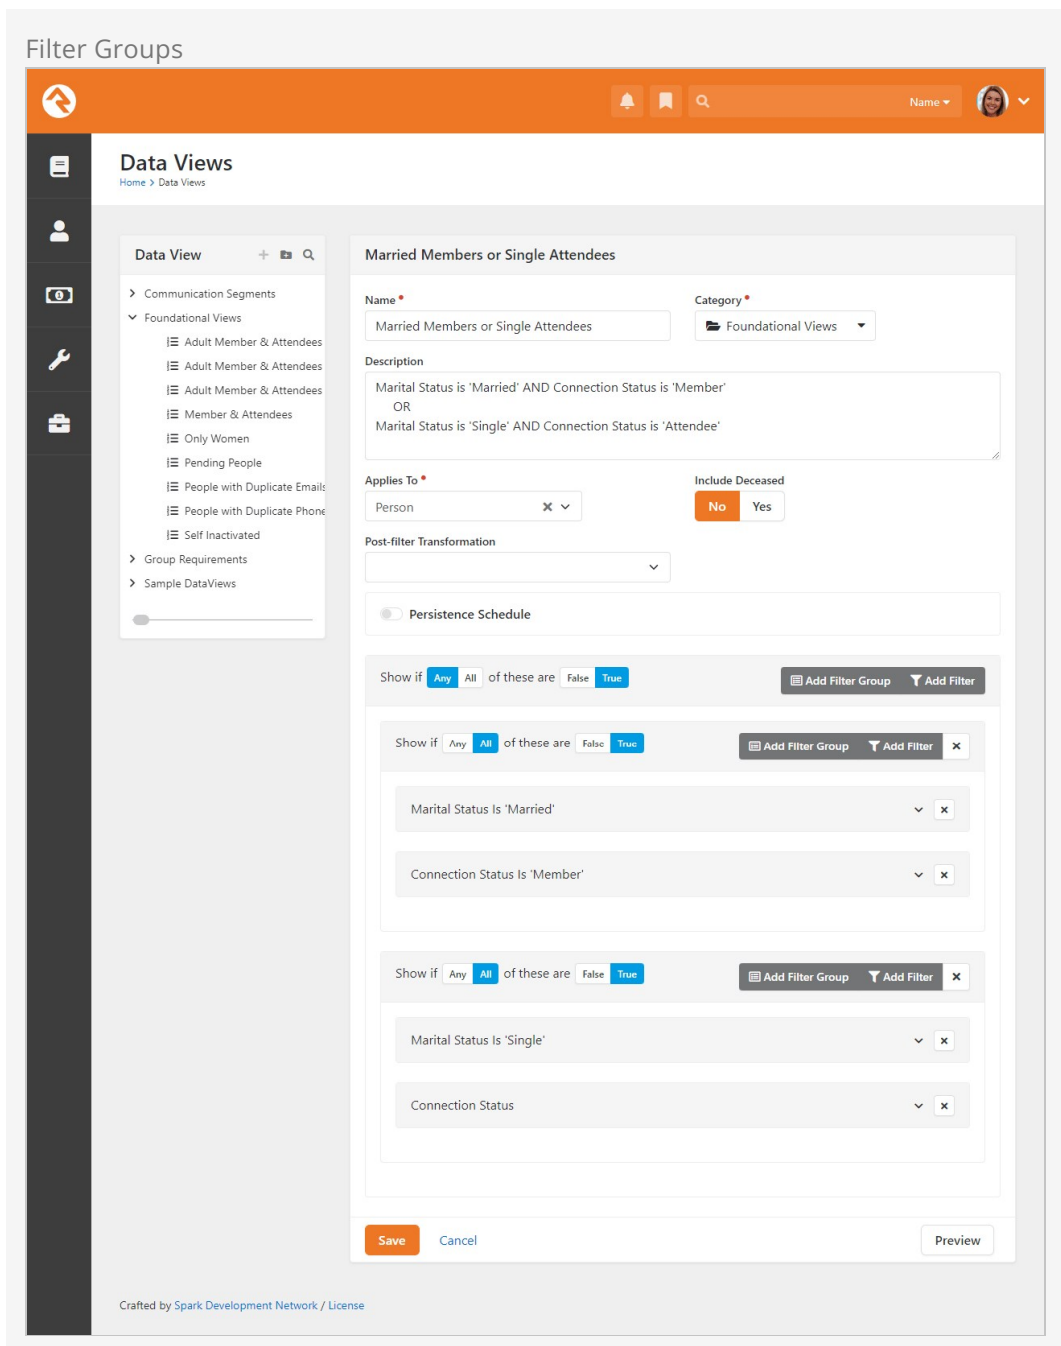 Filter Groups
Name
Data Views
Home > Data Views
Data View
Communication Segments
Foundational Views
Adult Member & Attendees
Adult Member & Attendees
Adult Member & Attendees
Member & Attendees
Only Women
Pending People
People with Duplicate Emails
People with Duplicate Phone
Self Inactivated
Group Requirements
Sample DataViews
Married Members or Single Attendees
Name Category
Married Members or Single Attendees Foundational Views
Description
Marital Status is 'Married' AND Connection Status is 'Member'
OR
Marital Status is 'Single' AND Connection Status is 'Attendee'
Applies To Include Deceased
Person No Yes
Post-filter Transformation
Persistence Schedule
Show if Any All of these are False True Add Filter Group Add Filter
Show if Any All of these are False True Add Filter Group Add Filter
Marital Status Is 'Married'
Connection Status Is 'Member'
Show if Any All of these are False True Add Filter Group Add Filter
Marital Status Is 'Single'
Connection Status
Save Cancel Preview
Crafted by Spark Development Network / License